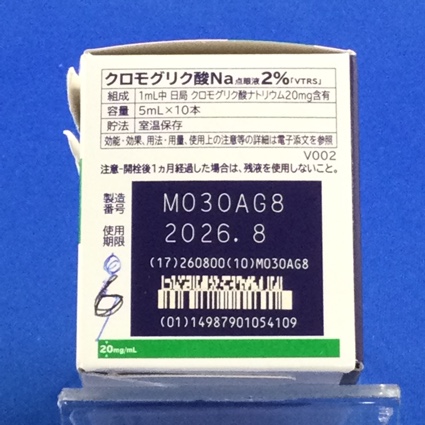 クロモグリク酸Na点眼液2%「VTRS」
組成 1mL中 日局 クロモグリク酸ナトリウム20mg含有
容量 5mL×10本
貯法 室温保存
効能・効果、用法・用量、使用上の注意等の詳細は電子添文を参照
V002
注意-開栓後1ヵ月経過した場合は、残液を使用しないこと。
製造番号 M030AG8
使用期限 2026.8
(17)260800(10)M030AG8
(01)14987901054109
6
20mg/mL